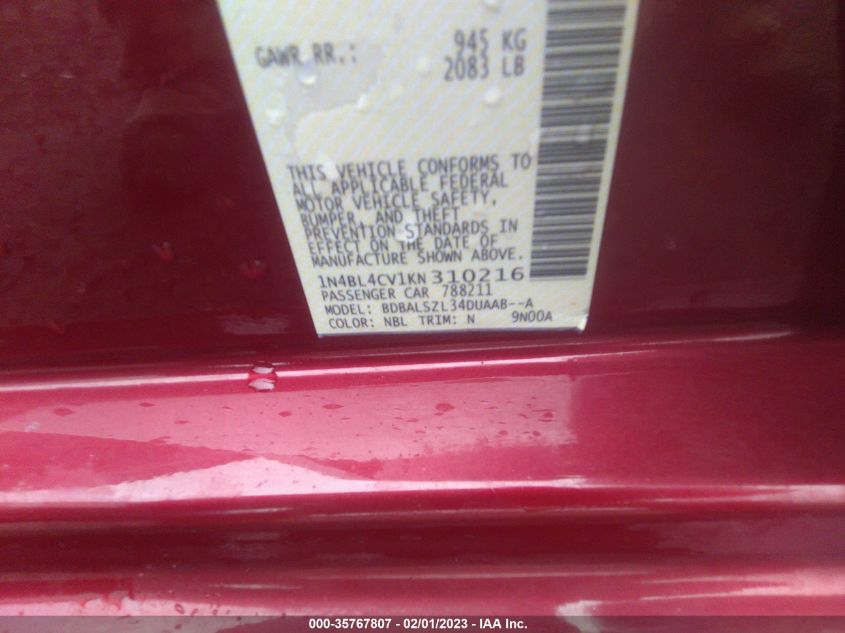 GAWR RR.: 945 KG
2083 LB
THIS VEHICLE CONFORMS TO
ALL APPLICABLE FEDERAL
MOTOR VEHICLE SAFETY,
BUMPER, AND THEFT
PREVENTION STANDARDS IN
EFFECT ON THE DATE OF
MANUFACTURE SHOWN ABOVE.
1N4BL4CV1KN310216
PASSENGER CAR 788211
MODEL: BDBALSZL34DUAAB--A
COLOR: NBL TRIM: N 9N00A
000-35767807 - 02/01/2023 - IAA Inc.